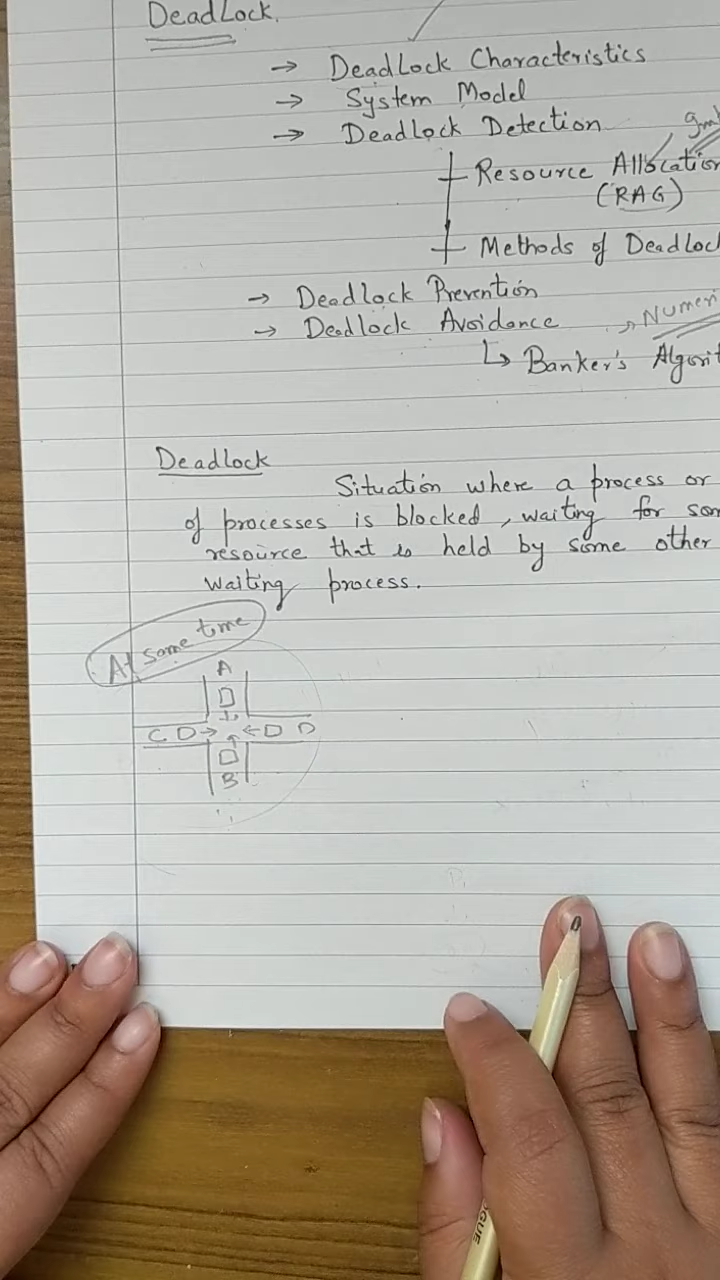 DeadLock.
→ DeadLock Characteristics
→ System Model
→ Deadlock Detection
Resource Allocation
(RAG)
Methods of
→ Deadlock Prevention
→ Deadlock Avoidance
↳ Banker's
Deadlock
Situation where a process or
of processes is blocked, waiting for
resource that is held by some other
waiting process.
At same time
A
C D → ← D D
B